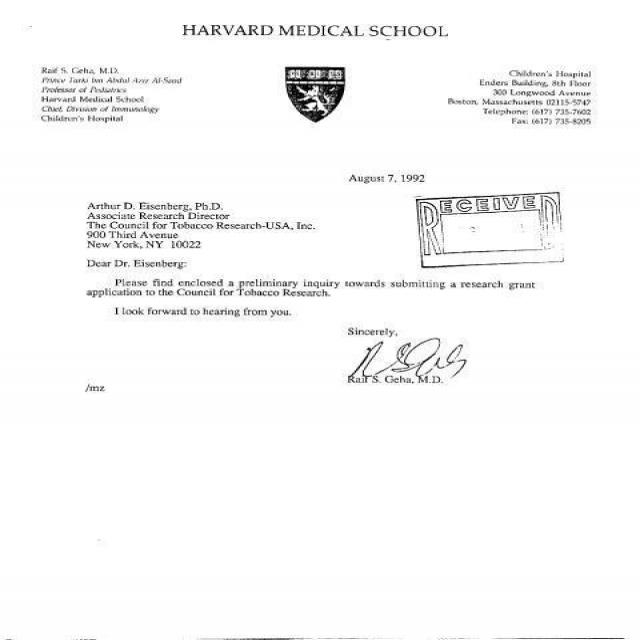 HARVARD MEDICAL SCHOOL
Raif S. Geha, M.D.
Prince Turki bin Abdul Aziz Al-Saud
Professor of Pediatrics
Harvard Medical School
Chief, Division of Immunology
Children's Hospital
Children's Hospital
Enders Building, 8th Floor
300 Longwood Avenue
Boston, Massachusetts 02115-5747
Telephone: (617) 735-7602
Fax: (617) 735-8205
August 7, 1992
RECEIVED
Arthur D. Eisenberg, Ph.D.
Associate Research Director
The Council for Tobacco Research-USA, Inc.
900 Third Avenue
New York, NY 10022
Dear Dr. Eisenberg:
Please find enclosed a preliminary inquiry towards submitting a research grant
application to the Council for Tobacco Research.
I look forward to hearing from you.
Sincerely,
Raif S. Geha, M.D.
/mz